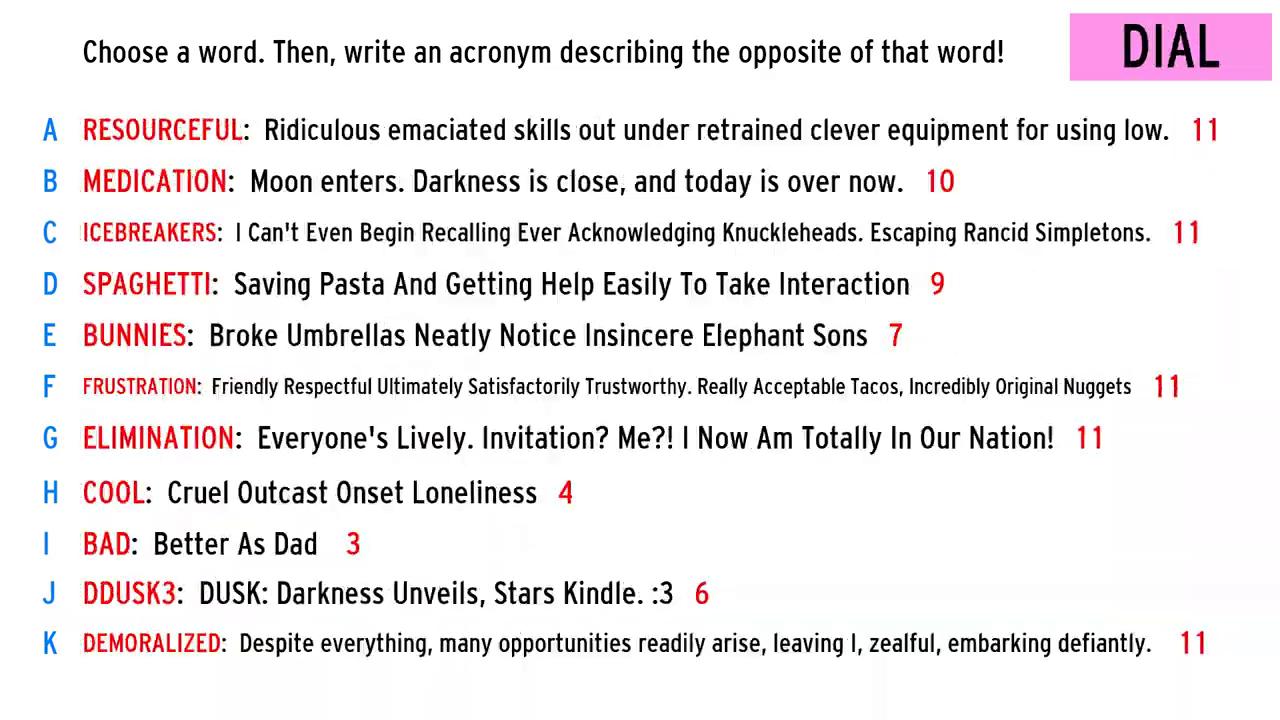 Choose a word. Then, write an acronym describing the opposite of that word!
DIAL
A RESOURCEFUL: Ridiculous emaciated skills out under retrained clever equipment for using low. 11
B MEDICATION: Moon enters. Darkness is close, and today is over now. 10
C ICEBREAKERS: I Can't Even Begin Recalling Ever Acknowledging Knuckleheads. Escaping Rancid Simpletons. 11
D SPAGHETTI: Saving Pasta And Getting Help Easily To Take Interaction 9
E BUNNIES: Broke Umbrellas Neatly Notice Insincere Elephant Sons 7
F FRUSTRATION: Friendly Respectful Ultimately Satisfactorily Trustworthy. Really Acceptable Tacos, Incredibly Original Nuggets 11
G ELIMINATION: Everyone's Lively. Invitation? Me?! I Now Am Totally In Our Nation! 11
H COOL: Cruel Outcast Onset Loneliness 4
I BAD: Better As Dad 3
J DDUSK3: DUSK: Darkness Unveils, Stars Kindle. :3 6
K DEMORALIZED: Despite everything, many opportunities readily arise, leaving I, zealful, embarking defiantly. 11